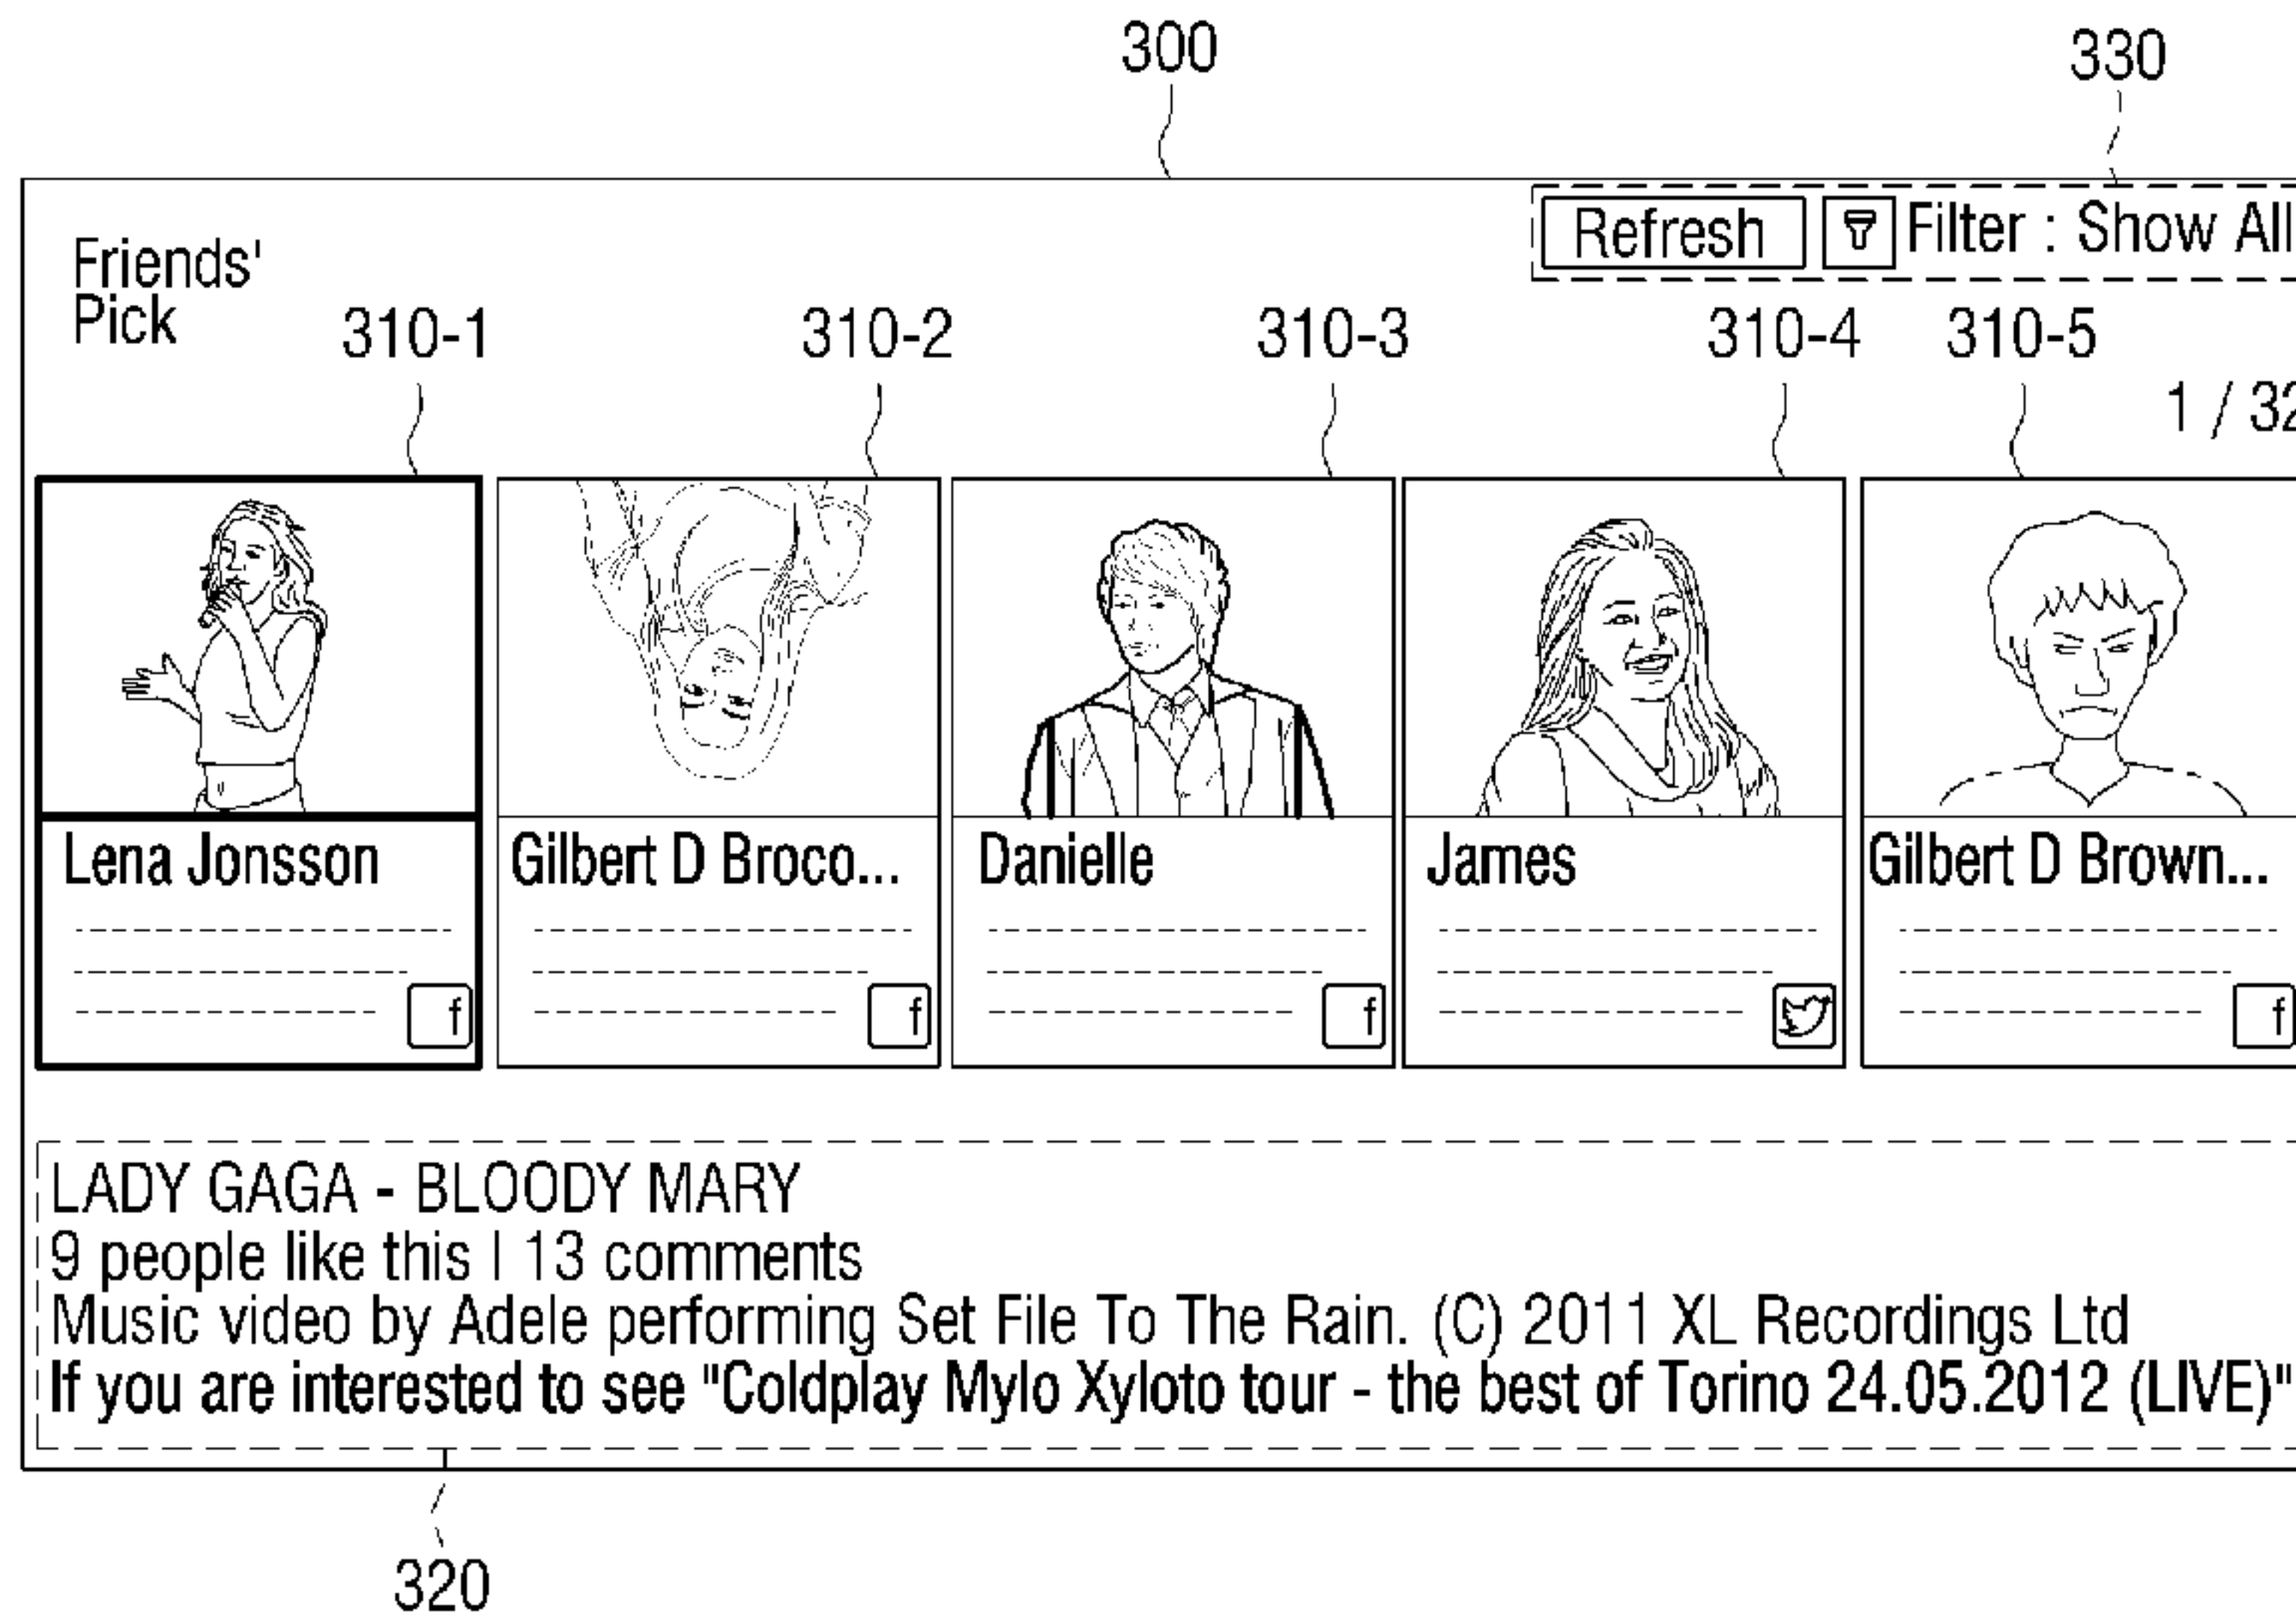 300
330
Refresh Filter : Show All
Friends'
Pick
310-1 310-2 310-3 310-4 310-5
1 / 32
Lena Jonsson
Gilbert D Broco...
Danielle
James
Gilbert D Brown...
f f f f
LADY GAGA - BLOODY MARY
9 people like this | 13 comments
Music video by Adele performing Set File To The Rain. (C) 2011 XL Recordings Ltd
If you are interested to see "Coldplay Mylo Xyloto tour - the best of Torino 24.05.2012 (LIVE)"
320